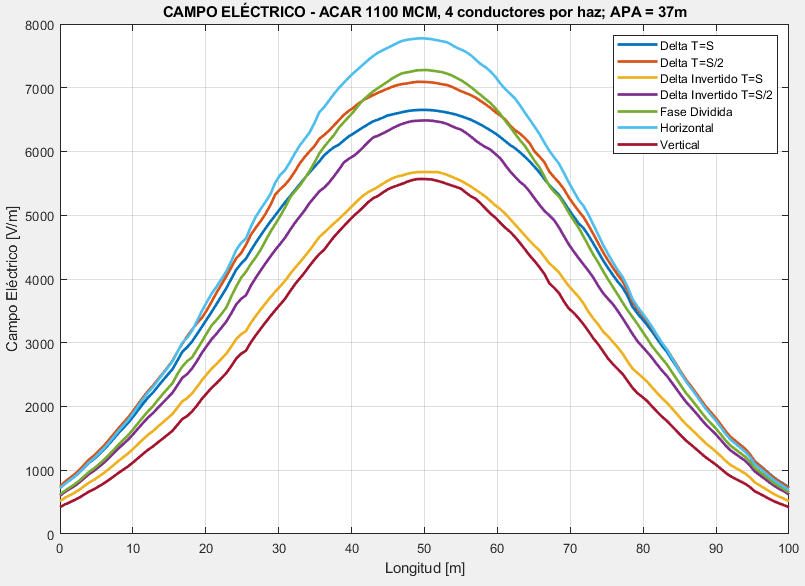 CAMPO ELÉCTRICO - ACAR 1100 MCM, 4 conductores por haz; APA = 37m
8000
7000
6000
5000
4000
3000
2000
1000
0
Campo Eléctrico [V/m]
Delta T=S
Delta T=S/2
Delta Invertido T=S
Delta Invertido T=S/2
Fase Dividida
Horizontal
Vertical
0 10 20 30 40 50 60 70 80 90 100
Longitud [m]